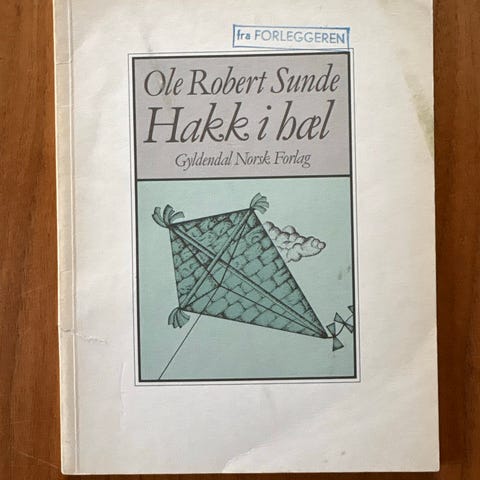 fra FORLEGGEREN
Ole Robert Sunde
Hakk i hæl
Gyldendal Norsk Forlag